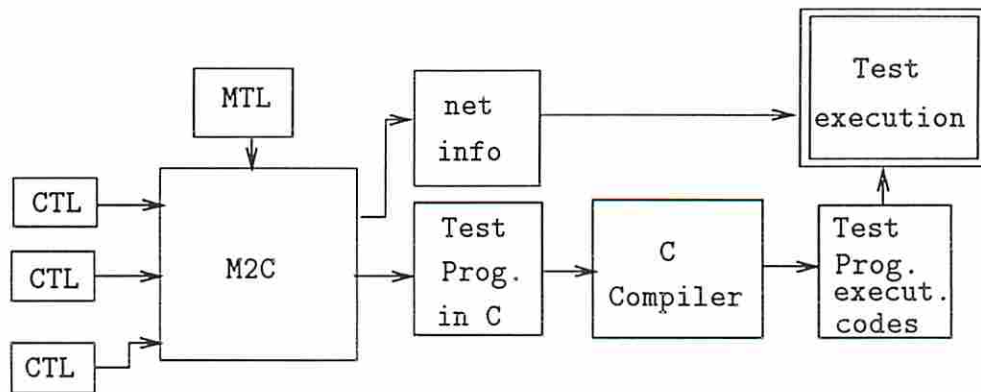 MTL
net
info
Test
execution
CTL
CTL
CTL
M2C
Test
Prog.
in C
C
Compiler
Test
Prog.
execut.
codes